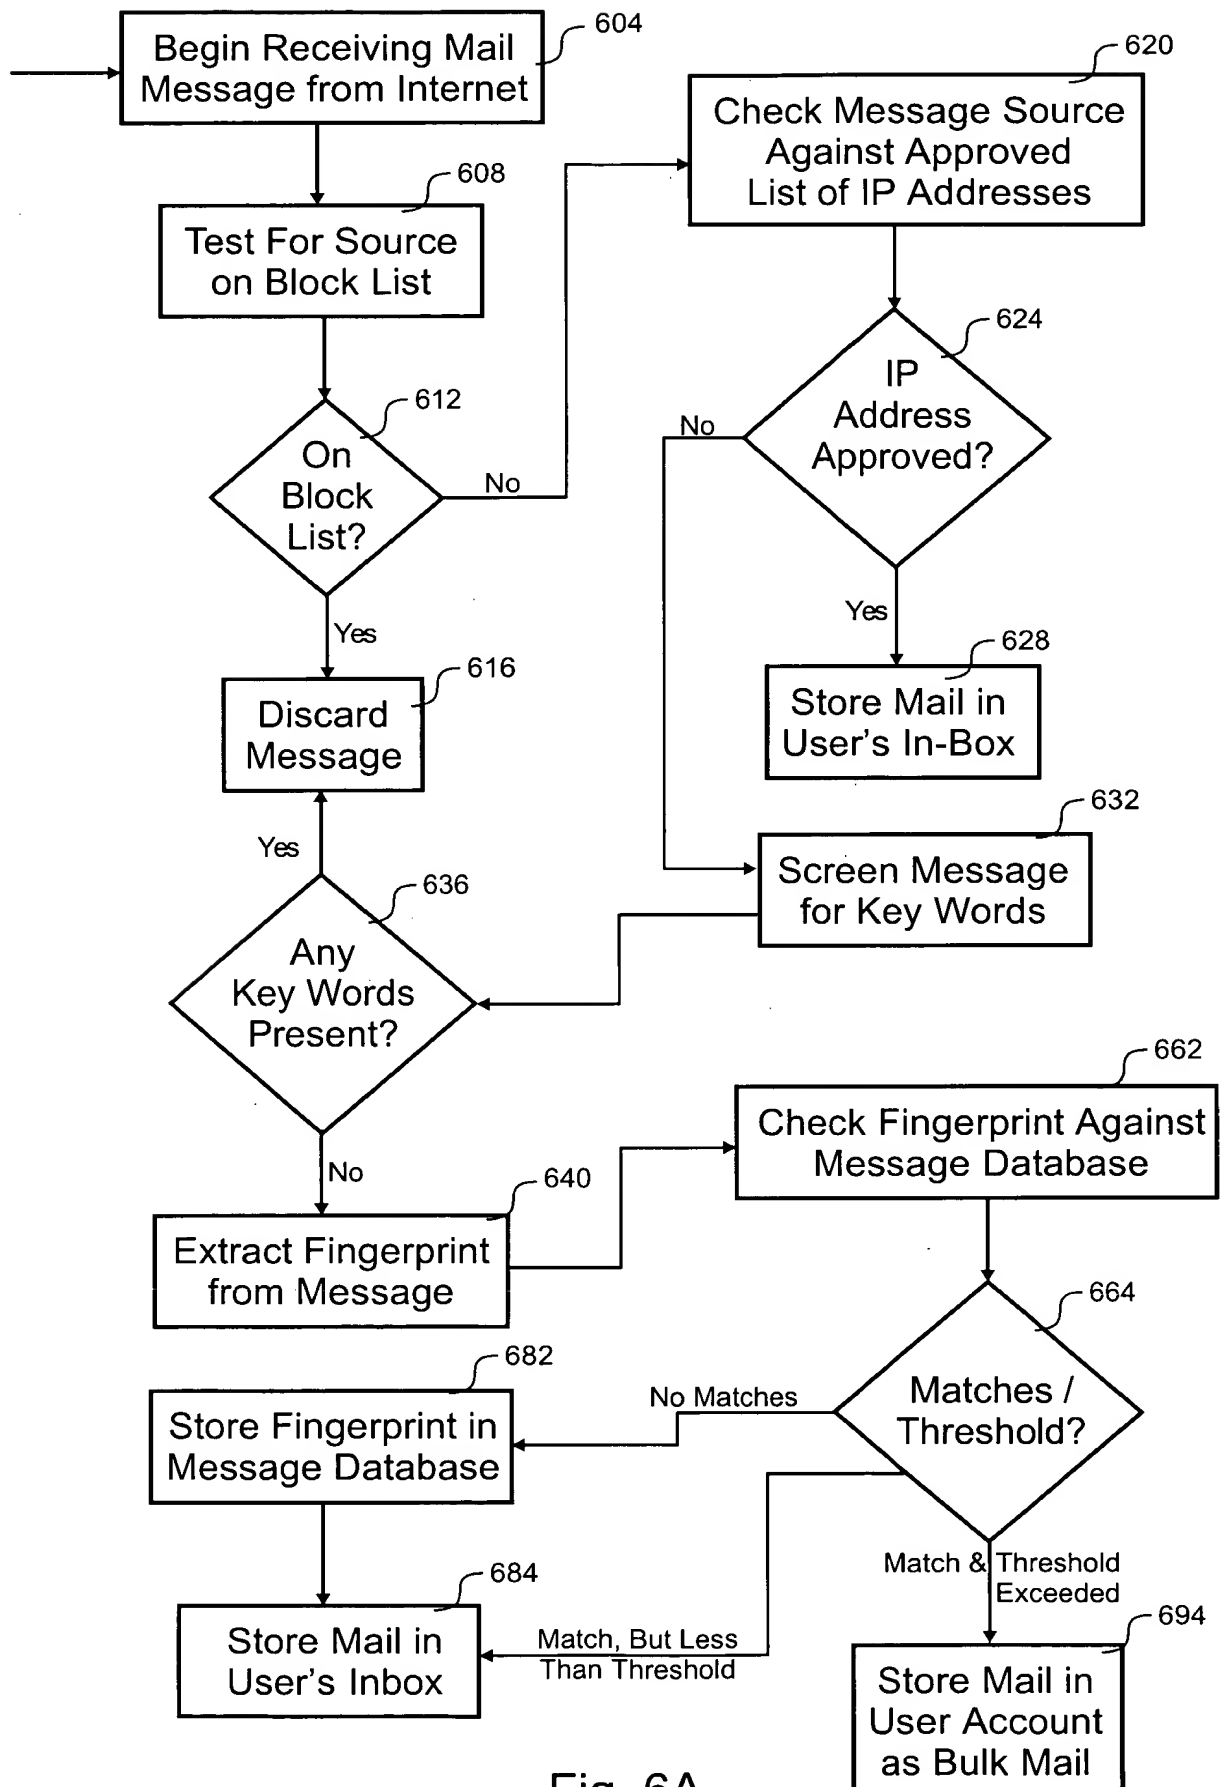 604
Begin Receiving Mail
Message from Internet
620
Check Message Source
Against Approved
List of IP Addresses
608
Test For Source
on Block List
624
IP
Address
Approved?
612
On
Block
List?
No
No
Yes
Yes
628
Store Mail in
User's In-Box
616
Discard
Message
632
Screen Message
for Key Words
Yes
636
Any
Key Words
Present?
662
Check Fingerprint Against
Message Database
No
640
Extract Fingerprint
from Message
664
Matches /
Threshold?
682
Store Fingerprint in
Message Database
No Matches
Match & Threshold
Exceeded
684
Store Mail in
User's Inbox
Match, But Less
Than Threshold
694
Store Mail in
User Account
as Bulk Mail
Fig. 6A